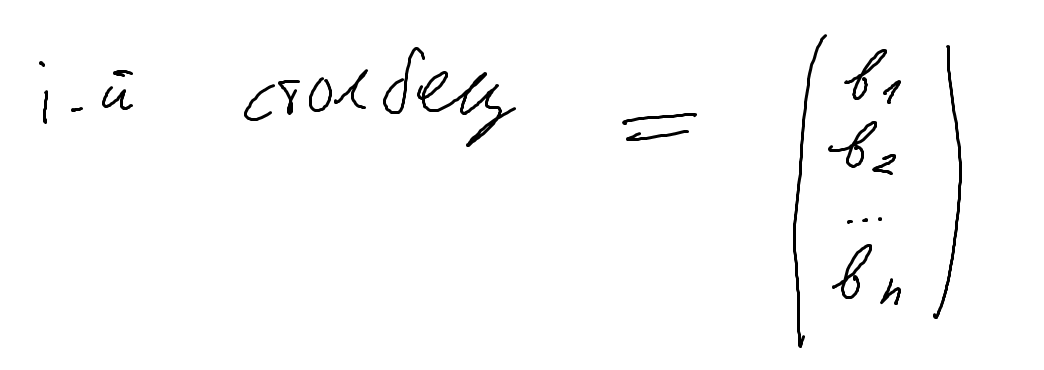 i-й столбец = ( b1
b2
...
bn )